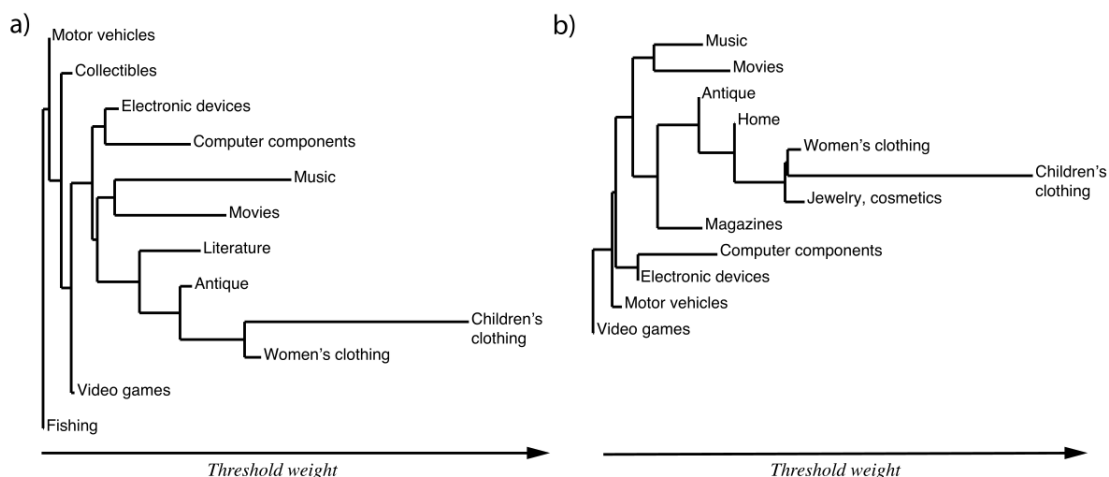 a)
Motor vehicles
Collectibles
Electronic devices
Computer components
Music
Movies
Literature
Antique
Children's
clothing
Women's clothing
Video games
Fishing
Threshold weight
b)
Music
Movies
Antique
Home
Women's clothing
Children's
clothing
Jewelry, cosmetics
Magazines
Computer components
Electronic devices
Motor vehicles
Video games
Threshold weight